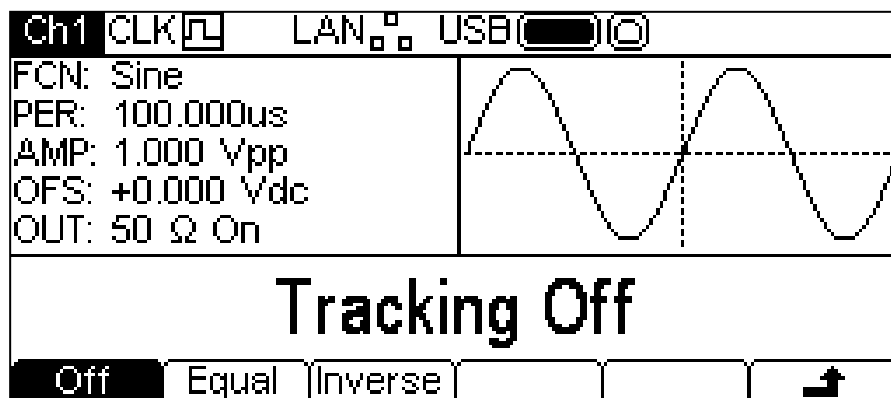 Ch1 CLK LAN USB
FCN: Sine
PER: 100.000us
AMP: 1.000 Vpp
OFS: +0.000 Vdc
OUT: 50 Ω On
Tracking Off
Off Equal Inverse